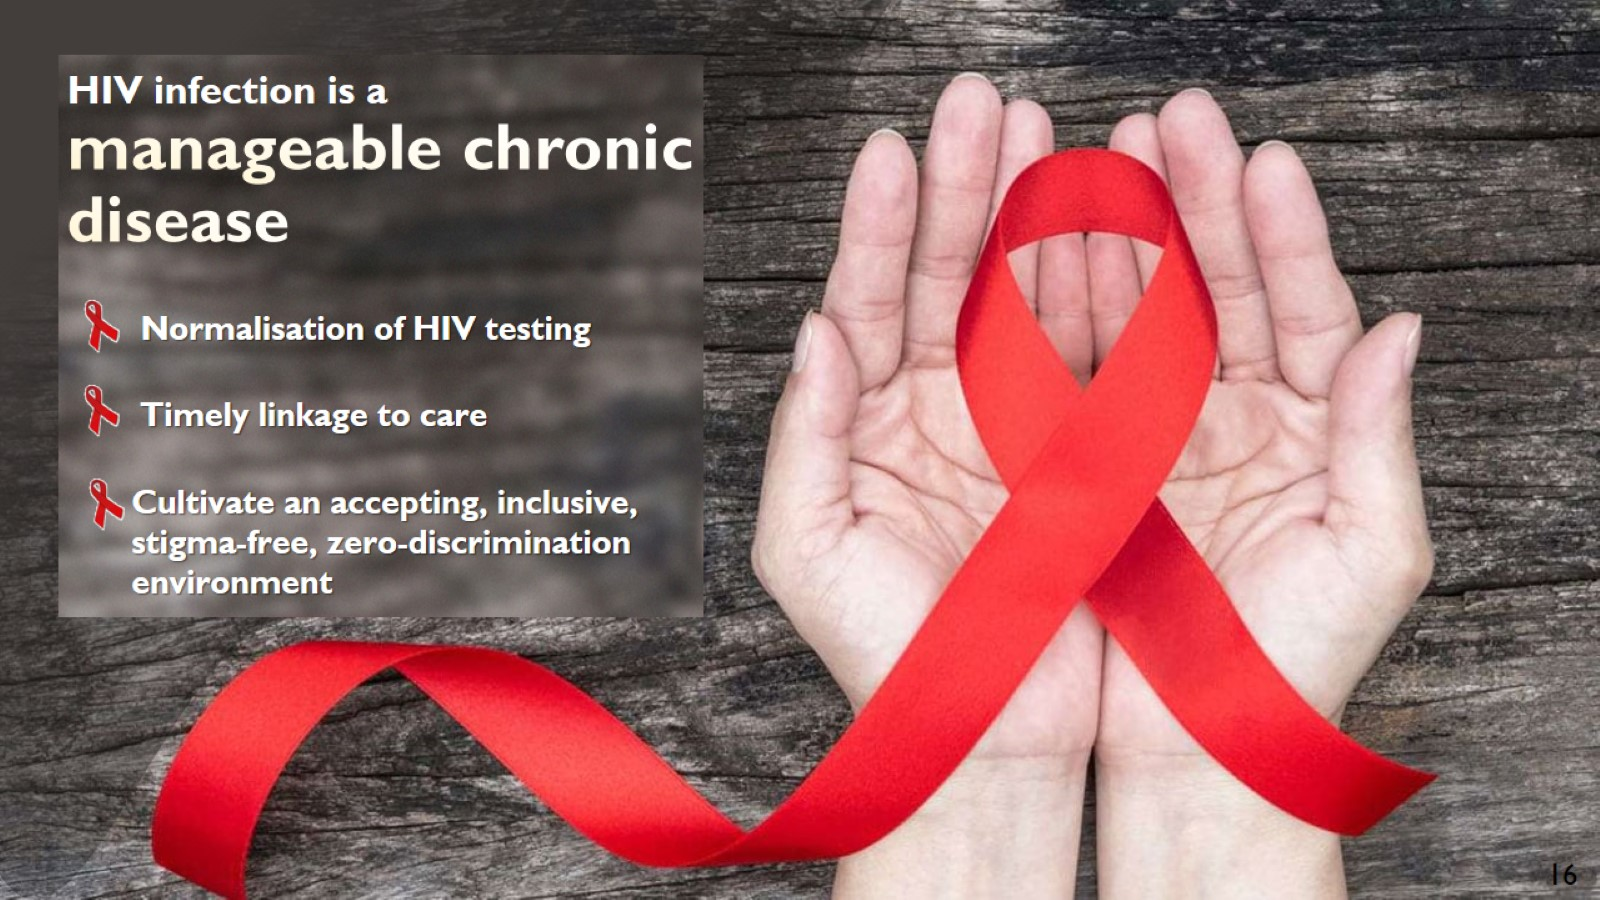 HIV infection is a
manageable chronic
disease
Normalisation of HIV testing
Timely linkage to care
Cultivate an accepting, inclusive,
stigma-free, zero-discrimination
environment
16